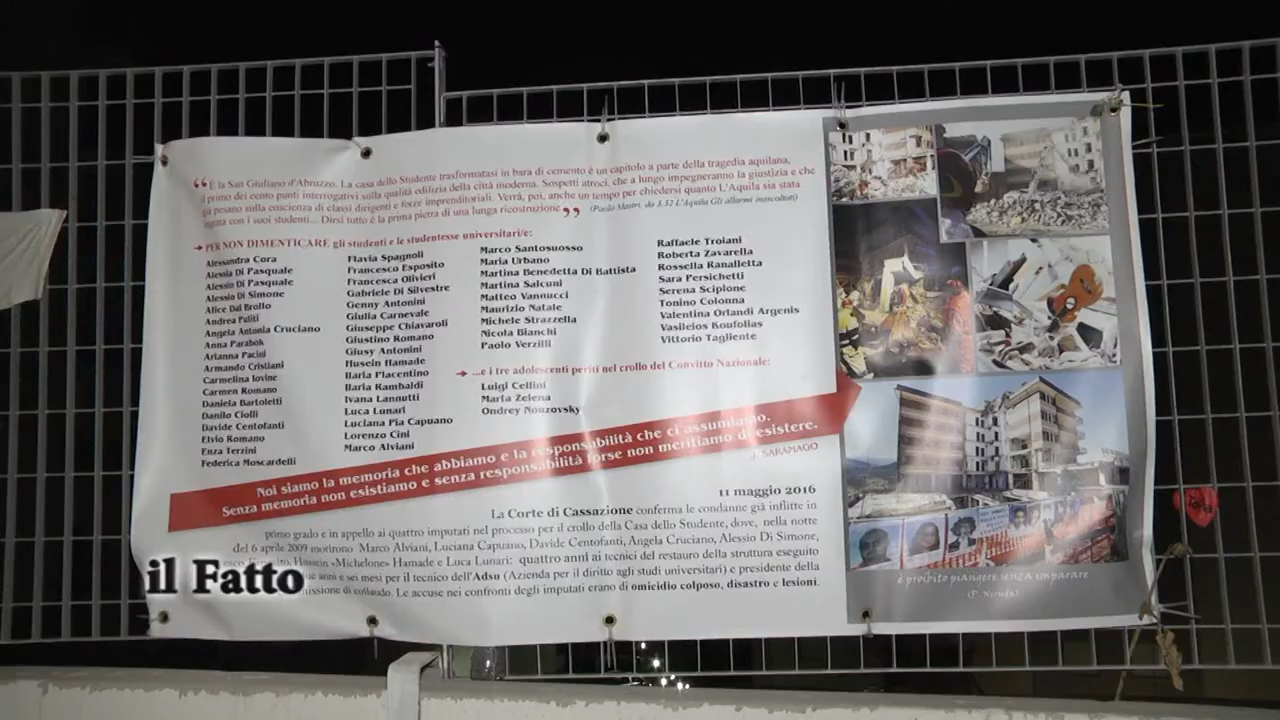 “È la San Giuliano d'Abruzzo. La casa dello Studente trasformatasi in bara di cemento è un capitolo a parte della tragedia aquilana,
il primo dei cento punti interrogativi sulla qualità edilizia della città moderna. Sospetti atroci, che a lungo impegneranno la giustizia e che
già pesano sulla coscienza di classi dirigenti e forze imprenditoriali. Verrà, poi, anche un tempo per chiedersi quanto L'Aquila sia stata
ingrata con i suoi studenti... Dirsi tutto è la prima pietra di una lunga ricostruzione” (Paolo Mastri, da 3.32 L'Aquila Gli allarmi inascoltati)
PER NON DIMENTICARE gli studenti e le studentesse universitari/e:
Alessandra Cora
Alessia Di Pasquale
Alessio Di Pasquale
Alessio Di Simone
Alice Dal Brollo
Andrea Puliti
Angela Antonia Cruciano
Anna Parabok
Arianna Pacini
Armando Cristiani
Carmelina Iovine
Carmen Romano
Daniela Bartoletti
Danilo Ciolli
Davide Centofanti
Elvio Romano
Enza Terzini
Federica Moscardelli
Flavia Spagnoli
Francesco Esposito
Francesca Olivieri
Gabriele Di Silvestre
Genny Antonini
Giulia Carnevale
Giuseppe Chiavaroli
Giustino Romano
Giusy Antonini
Husein Hamade
Ilaria Placentino
Ilaria Rambaldi
Ivana Lannutti
Luca Lunari
Luciana Pia Capuano
Lorenzo Cini
Marco Alviani
Marco Santosuosso
Maria Urbano
Martina Benedetta Di Battista
Martina Salcuni
Matteo Vannucci
Maurizio Natale
Michele Strazzella
Nicola Bianchi
Paolo Verzilli
Raffaele Troiani
Roberta Zavarella
Rossella Ranalletta
Sara Persichetti
Serena Scipione
Tonino Colonna
Valentina Orlandi Argenis
Vasileios Koufolias
Vittorio Tagliente
...e i tre adolescenti periti nel crollo del Convitto Nazionale:
Luigi Cellini
Marta Zelena
Ondrey Nouzovsky
Noi siamo la memoria che abbiamo e la responsabilità che ci assumiamo.
Senza memoria non esistiamo e senza responsabilità forse non meritiamo di esistere.
J. SARAMAGO
11 maggio 2016
La Corte di Cassazione conferma le condanne già inflitte in
primo grado e in appello ai quattro imputati nel processo per il crollo della Casa dello Studente, dove, nella notte
del 6 aprile 2009 morirono Marco Alviani, Luciana Capuano, Davide Centofanti, Angela Cruciano, Alessio Di Simone,
Hussein «Michelone» Hamade e Luca Lunari: quattro anni ai tecnici del restauro della struttura eseguito
anni e sei mesi per il tecnico dell'Adsu (Azienda per il diritto agli studi universitari) e presidente della
di collaudo. Le accuse nei confronti degli imputati erano di omicidio colposo, disastro e lesioni.
è proibito piangere senza imparare
(P. Neruda)
il Fatto